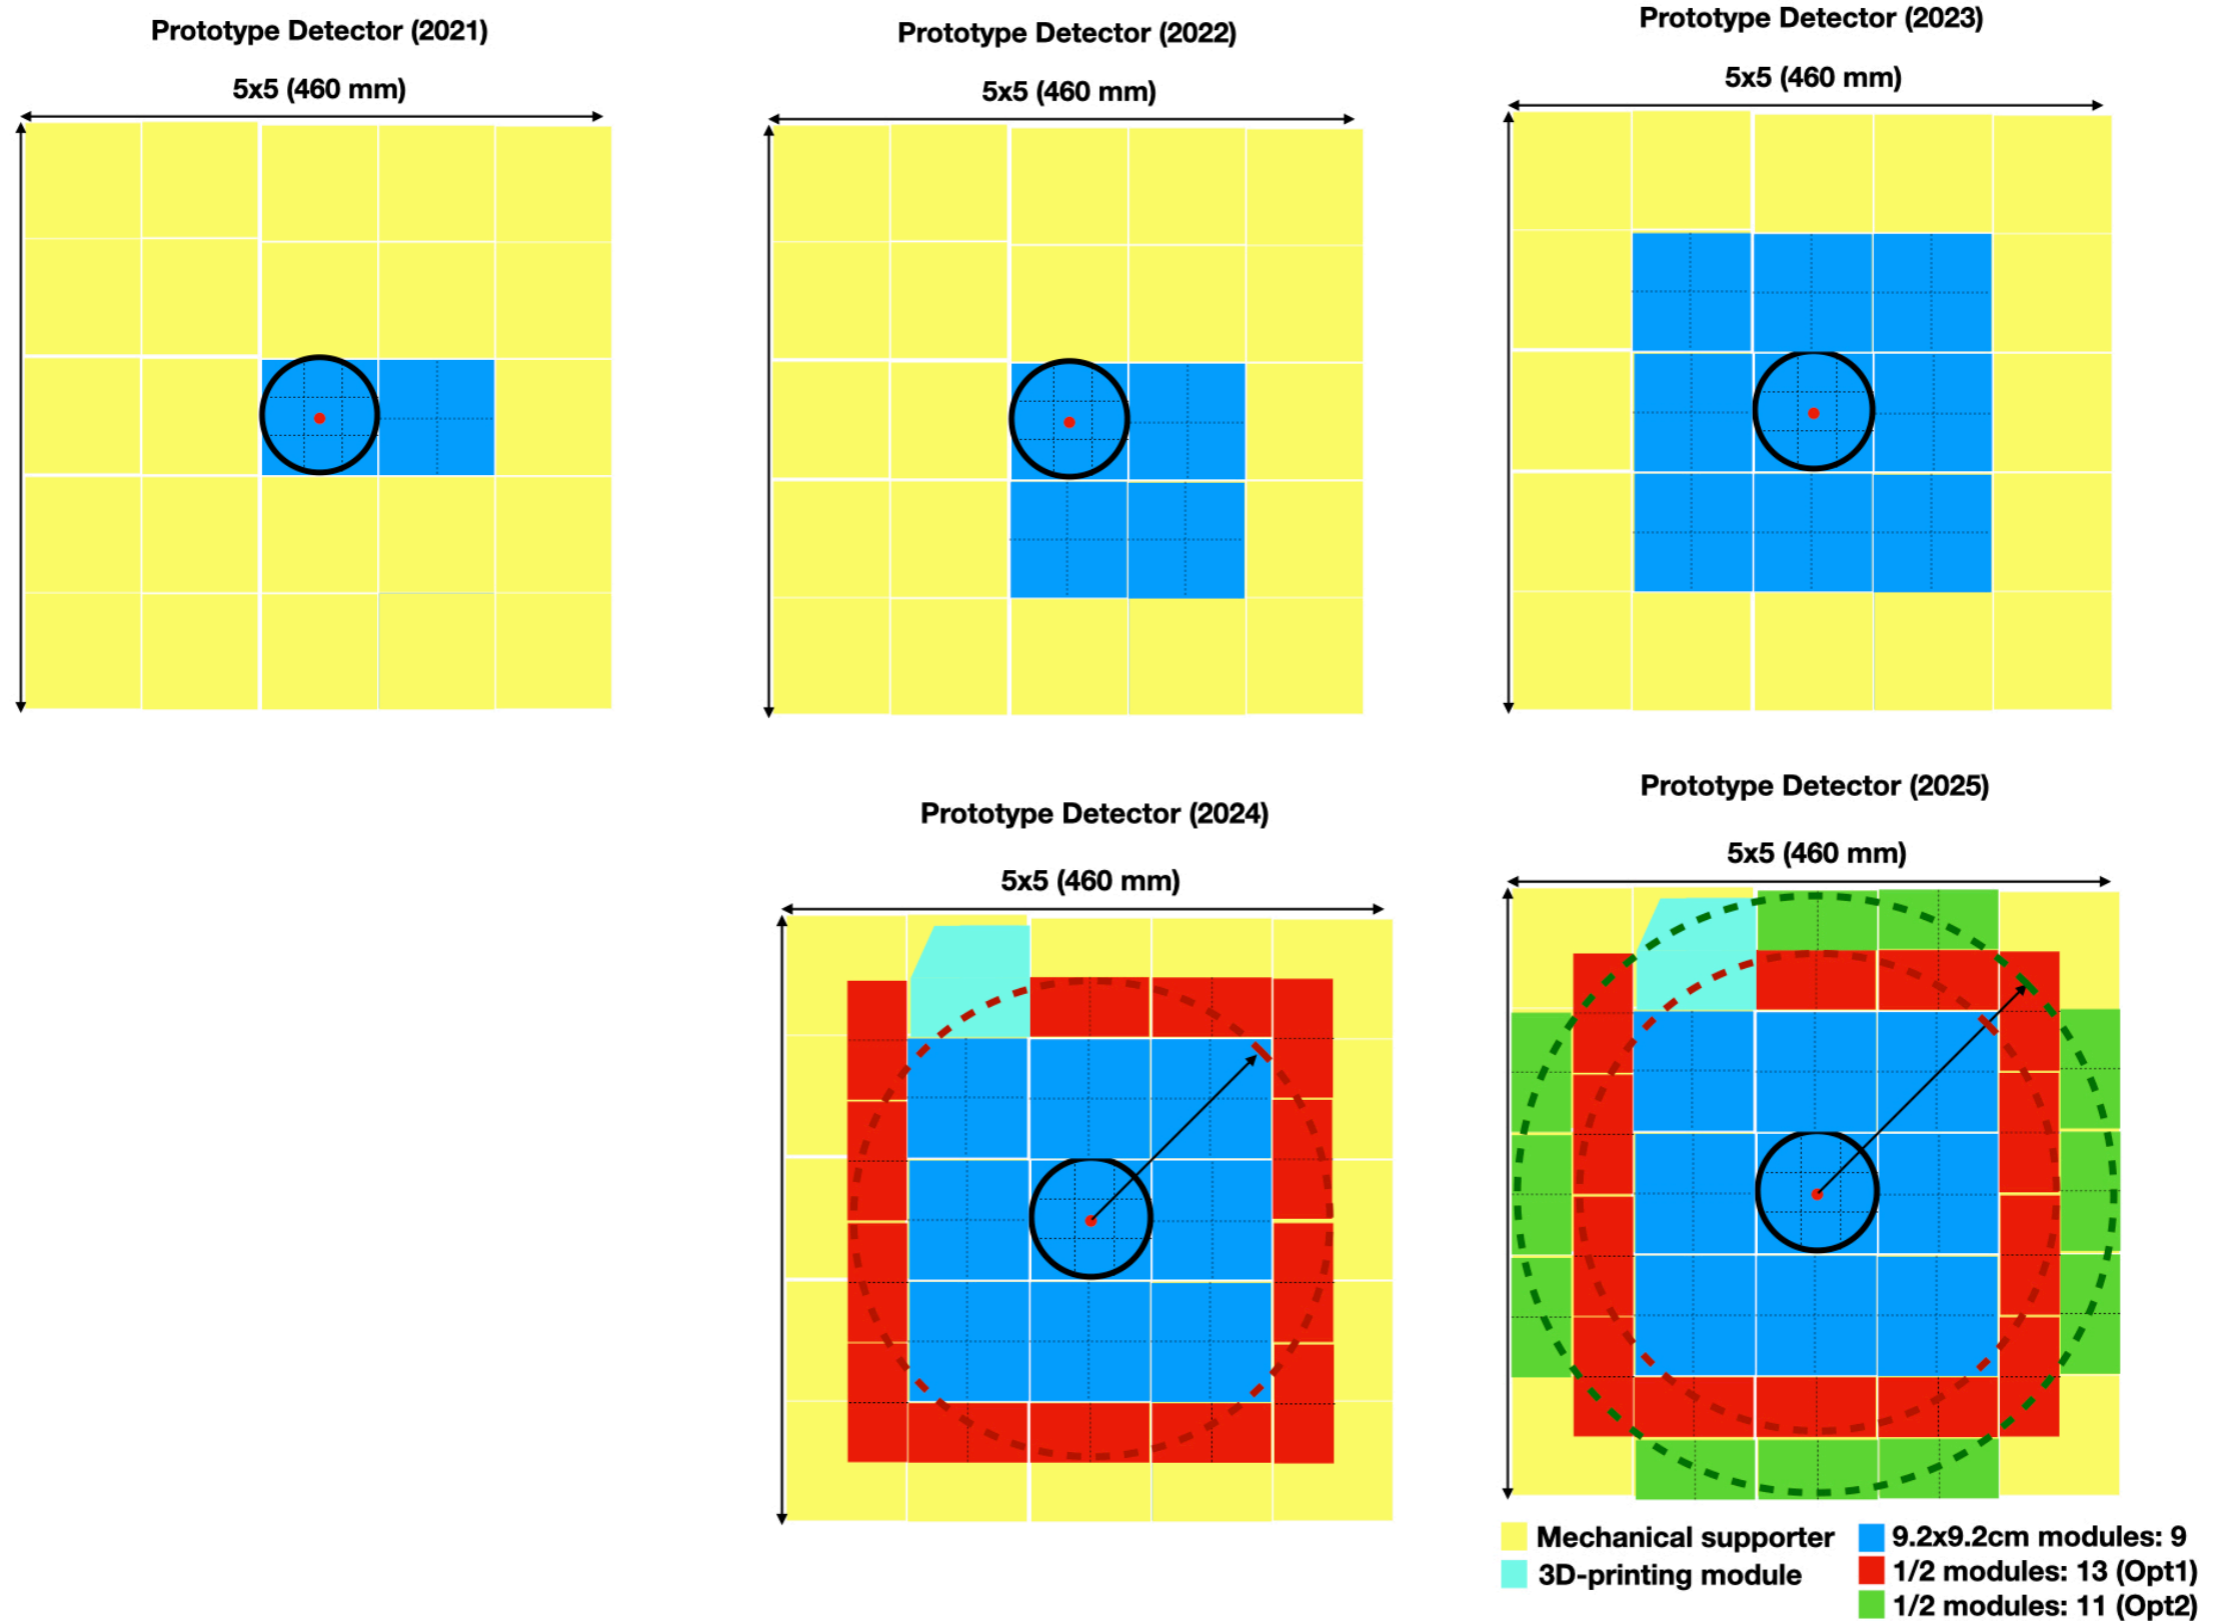 Prototype Detector (2021)
5x5 (460 mm)
Prototype Detector (2022)
5x5 (460 mm)
Prototype Detector (2023)
5x5 (460 mm)
Prototype Detector (2024)
5x5 (460 mm)
Prototype Detector (2025)
5x5 (460 mm)
Mechanical supporter
3D-printing module
9.2x9.2cm modules: 9
1/2 modules: 13 (Opt1)
1/2 modules: 11 (Opt2)